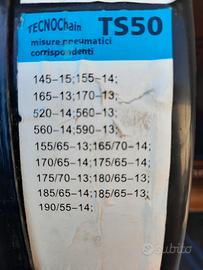 TECNOChain TS50
misure pneumatici
corrispondenti
145-15; 155-14;
165-13; 170-13;
520-14; 560-13;
560-14; 590-13;
155/65-13; 165/70-14;
170/65-14; 175/65-14;
175/70-13; 180/65-13;
185/65-14; 185/65-13;
190/55-14;
subito